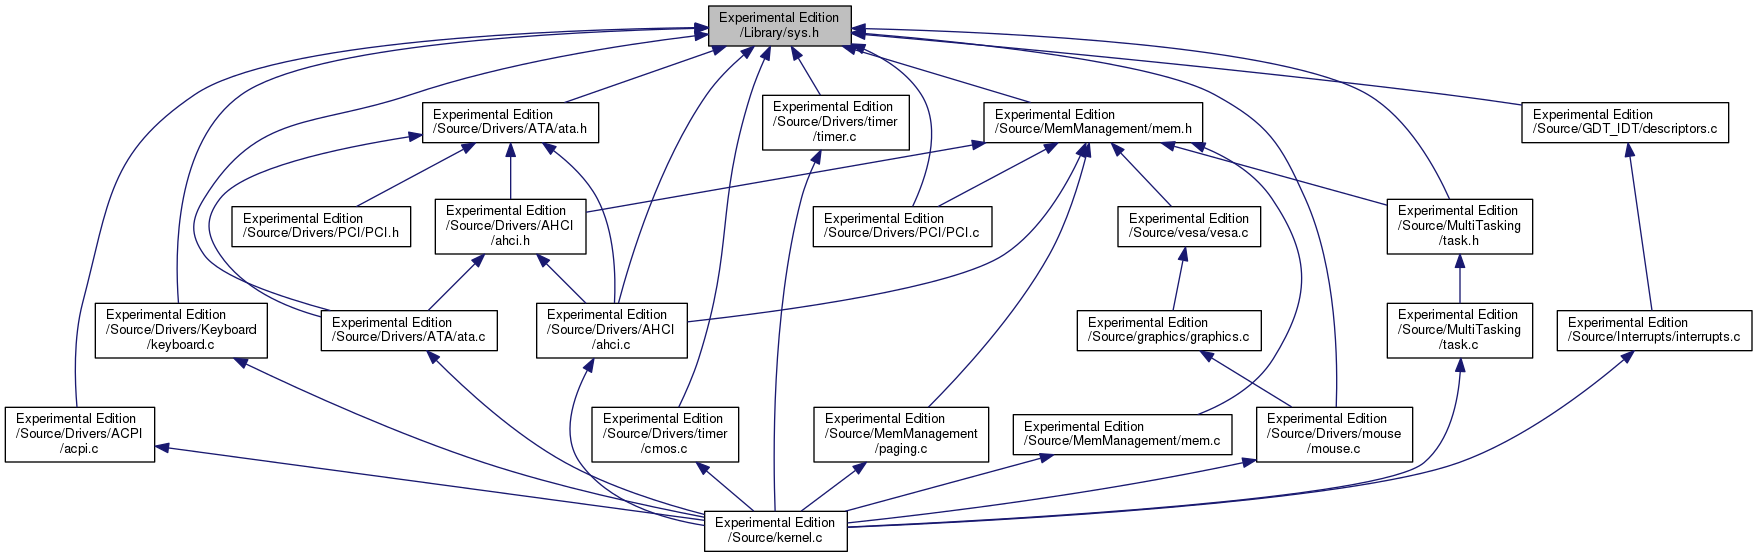 Experimental Edition
/Library/sys.h
Experimental Edition
/Source/Drivers/ATA/ata.h
Experimental Edition
/Source/Drivers/timer
/timer.c
Experimental Edition
/Source/MemManagement/mem.h
Experimental Edition
/Source/GDT_IDT/descriptors.c
Experimental Edition
/Source/Drivers/PCI/PCI.h
Experimental Edition
/Source/Drivers/AHCI
/ahci.h
Experimental Edition
/Source/Drivers/PCI/PCI.c
Experimental Edition
/Source/vesa/vesa.c
Experimental Edition
/Source/MultiTasking
/task.h
Experimental Edition
/Source/Drivers/Keyboard
/keyboard.c
Experimental Edition
/Source/Drivers/ATA/ata.c
Experimental Edition
/Source/Drivers/AHCI
/ahci.c
Experimental Edition
/Source/graphics/graphics.c
Experimental Edition
/Source/MultiTasking
/task.c
Experimental Edition
/Source/Interrupts/interrupts.c
Experimental Edition
/Source/Drivers/ACPI
/acpi.c
Experimental Edition
/Source/Drivers/timer
/cmos.c
Experimental Edition
/Source/MemManagement
/paging.c
Experimental Edition
/Source/MemManagement/mem.c
Experimental Edition
/Source/Drivers/mouse
/mouse.c
Experimental Edition
/Source/kernel.c